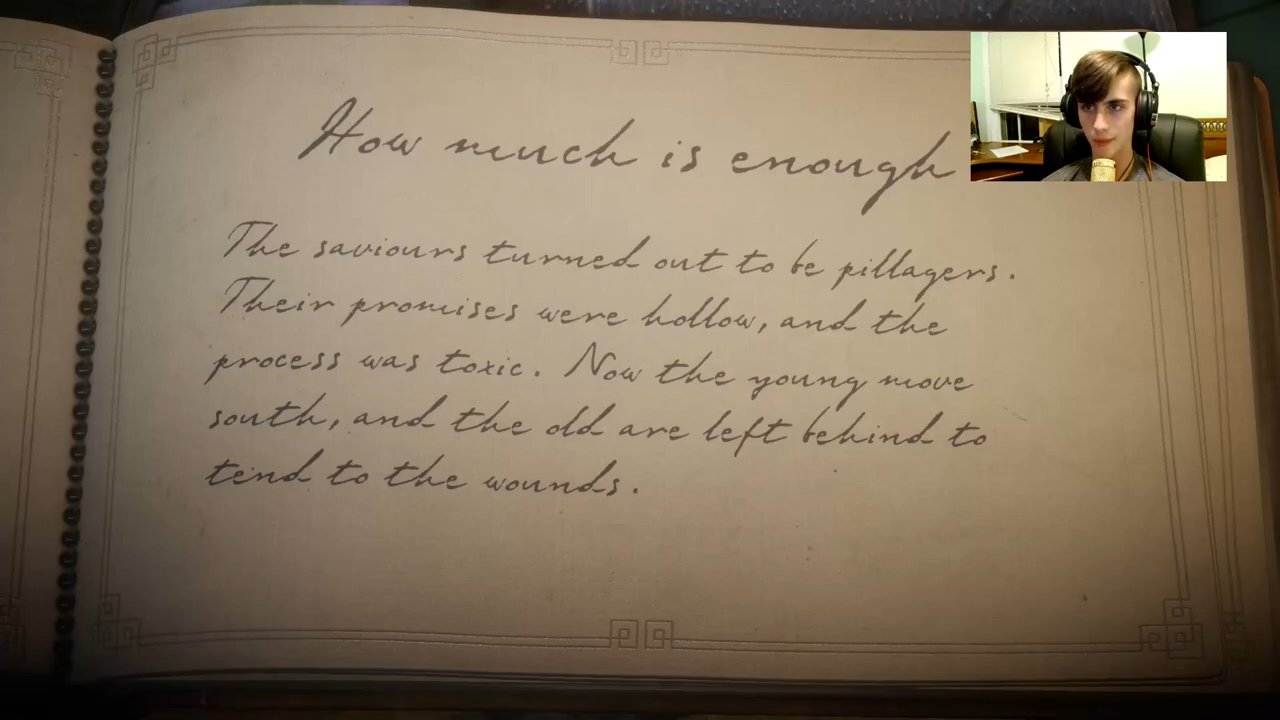 How much is enough
The saviours turned out to be pillagers.
Their promises were hollow, and the
process was toxic. Now the young move
south, and the old are left behind to
tend to the wounds.